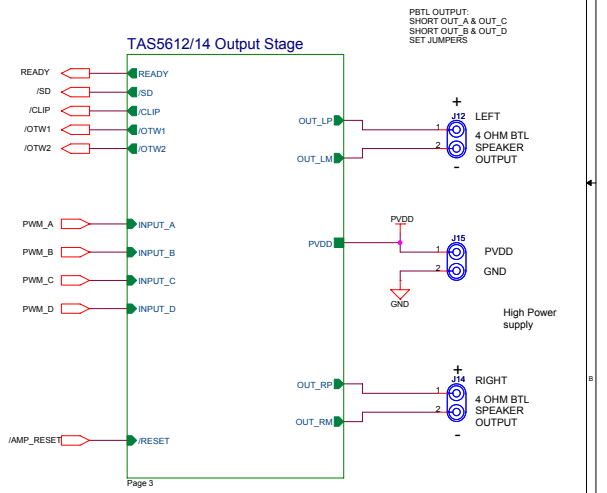 PBTL OUTPUT:
SHORT OUT_A & OUT_C
SHORT OUT_B & OUT_D
SET JUMPERS
TAS5612/14 Output Stage
READY
READY
/SD
/SD
/CLIP
/CLIP
/OTW1
/OTW1
/OTW2
/OTW2
OUT_LP
OUT_LM
+
J12
1
2
LEFT
4 OHM BTL
SPEAKER
OUTPUT
-
PWM_A
INPUT_A
PWM_B
INPUT_B
PWM_C
INPUT_C
PWM_D
INPUT_D
PVDD
PVDD
J15
1
2
PVDD
GND
GND
High Power
supply
OUT_RP
OUT_RM
+
J14
1
2
RIGHT
4 OHM BTL
SPEAKER
OUTPUT
-
B
/AMP_RESET
/RESET
Page 3